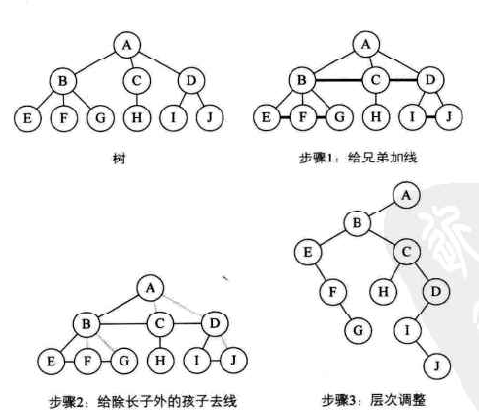 A
B C D
E F G H I J
树
A
B C D
E F G H I J
步骤1：给兄弟加线
A
B C D
E F G H I J
步骤2：给除长子外的孩子去线
A
B
E C
F H D
G I
J
步骤3：层次调整